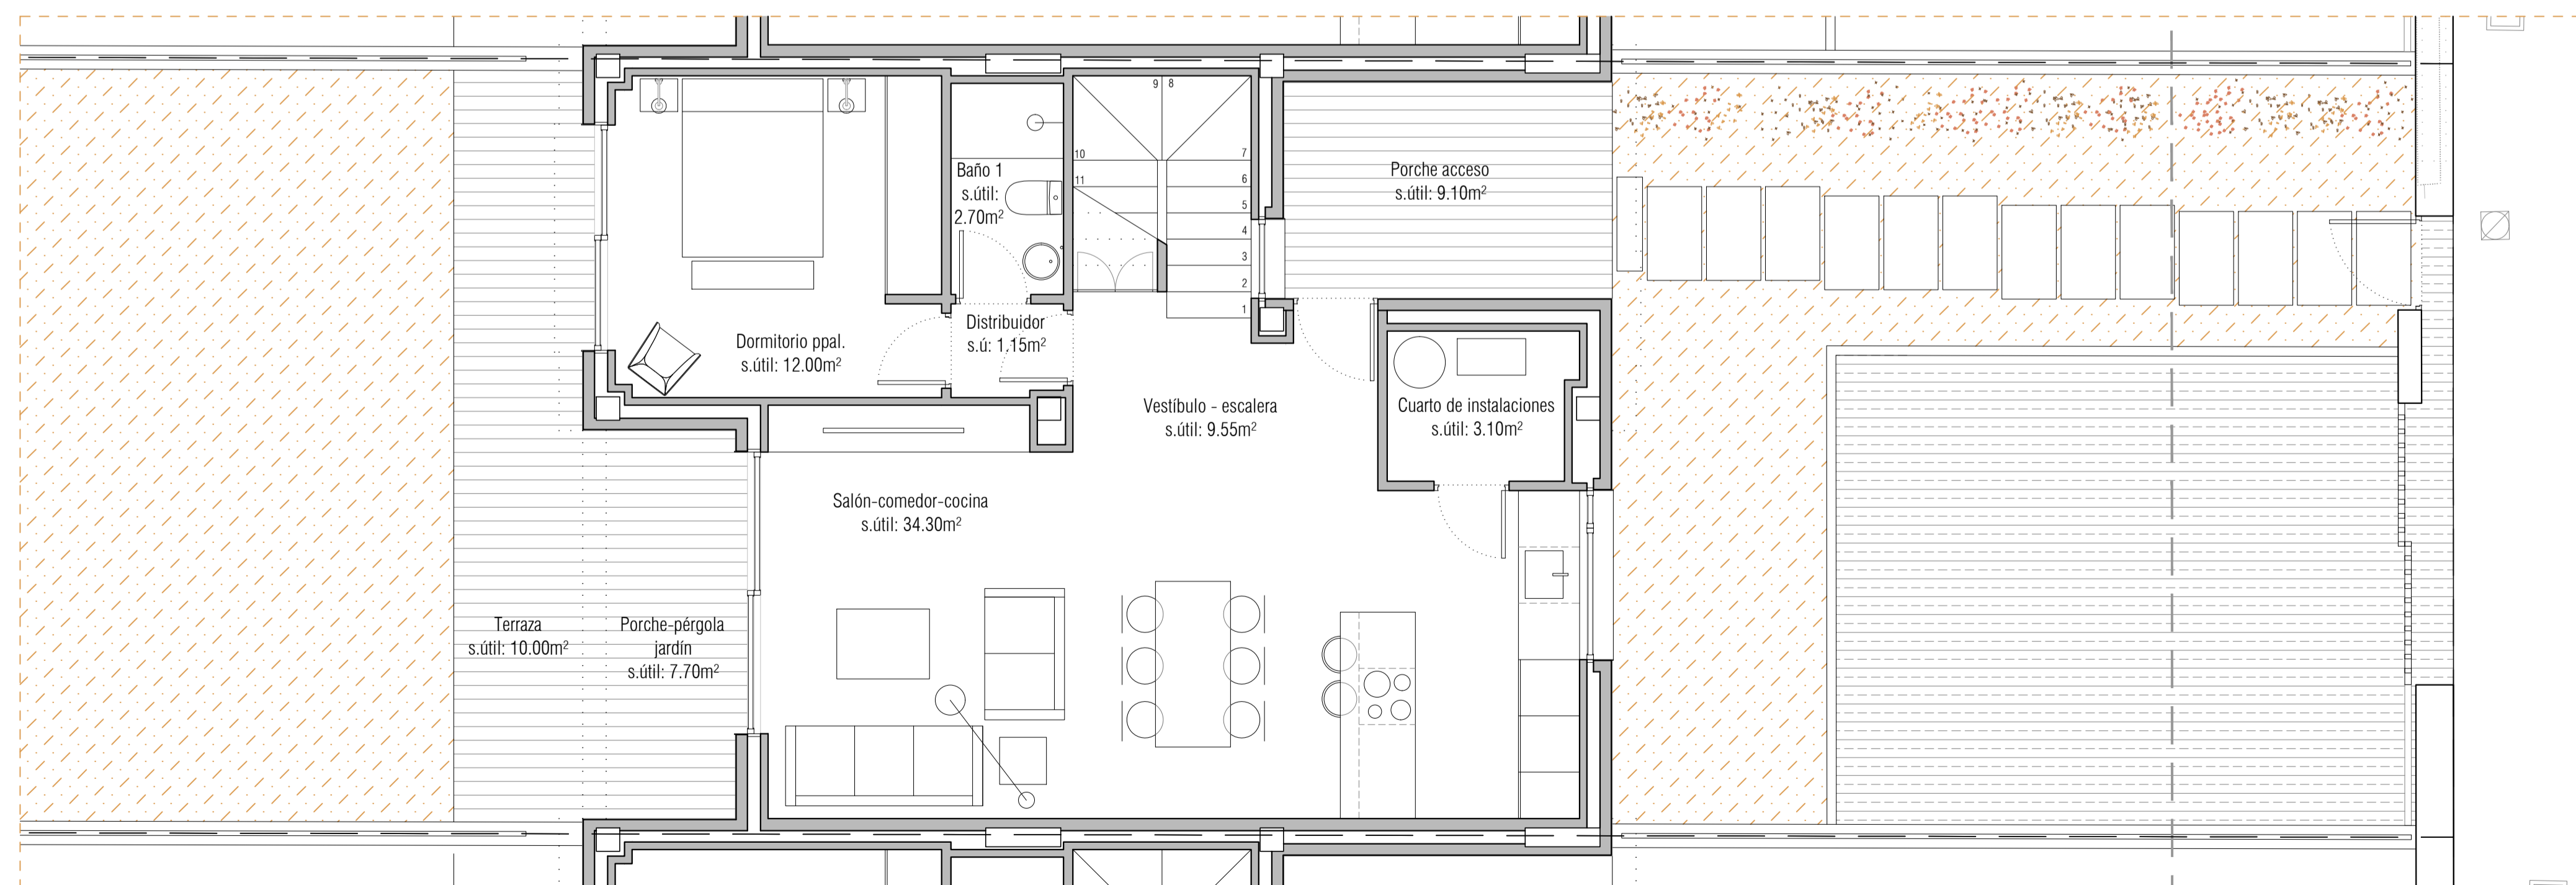 9 8
10
11
7
6
5
4
3
2
1
Baño 1
s.útil:
2.70m²
Porche acceso
s.útil: 9.10m²
Dormitorio ppal.
s.útil: 12.00m²
Distribuidor
s.ú: 1.15m²
Vestíbulo - escalera
s.útil: 9.55m²
Cuarto de instalaciones
s.útil: 3.10m²
Salón-comedor-cocina
s.útil: 34.30m²
Terraza
s.útil: 10.00m²
Porche-pérgola
jardín
s.útil: 7.70m²